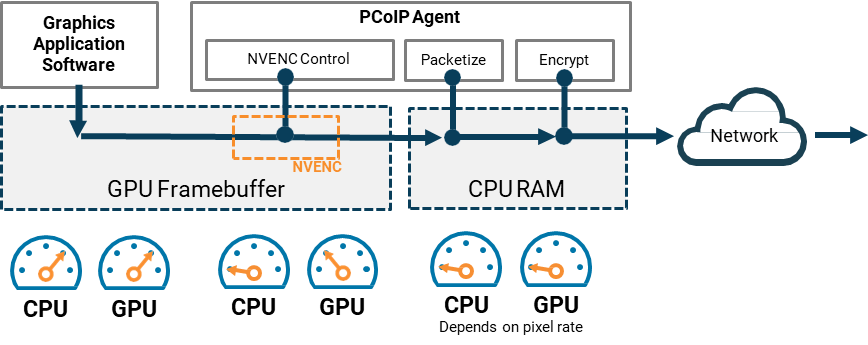 Graphics
Application
Software
PCoIP Agent
NVENC Control
Packetize
Encrypt
NVENC
GPU Framebuffer
CPU RAM
Network
CPU
GPU
CPU
GPU
CPU
GPU
Depends on pixel rate